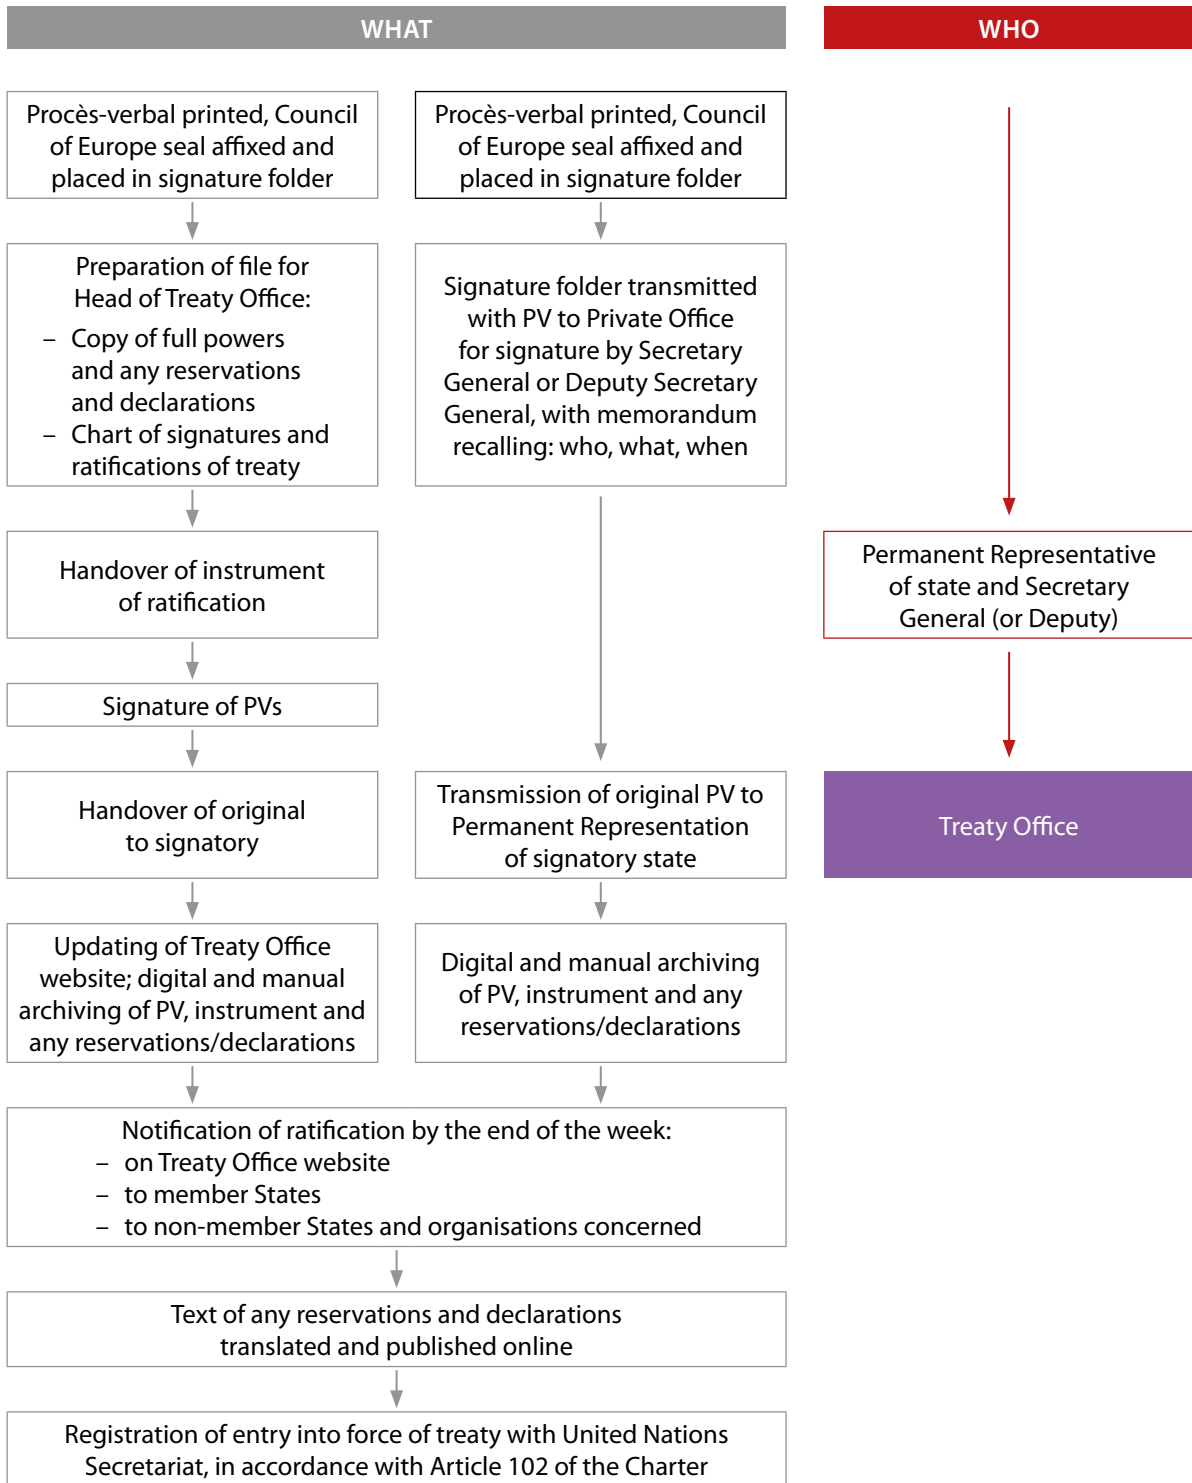 WHAT
WHO
Procès-verbal printed, Council
of Europe seal affixed and
placed in signature folder
Procès-verbal printed, Council
of Europe seal affixed and
placed in signature folder
Preparation of file for
Head of Treaty Office:
– Copy of full powers
and any reservations
and declarations
– Chart of signatures and
ratifications of treaty
Signature folder transmitted
with PV to Private Office
for signature by Secretary
General or Deputy Secretary
General, with memorandum
recalling: who, what, when
Handover of instrument
of ratification
Permanent Representative
of state and Secretary
General (or Deputy)
Signature of PVs
Handover of original
to signatory
Transmission of original PV to
Permanent Representation
of signatory state
Treaty Office
Updating of Treaty Office
website; digital and manual
archiving of PV, instrument and
any reservations/declarations
Digital and manual archiving
of PV, instrument and any
reservations/declarations
Notification of ratification by the end of the week:
– on Treaty Office website
– to member States
– to non-member States and organisations concerned
Text of any reservations and declarations
translated and published online
Registration of entry into force of treaty with United Nations
Secretariat, in accordance with Article 102 of the Charter